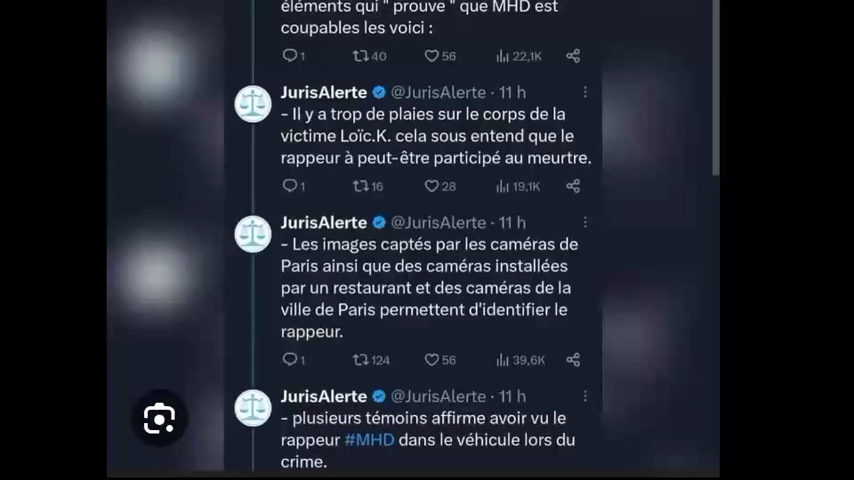 éléments qui " prouve " que MHD est
coupables les voici :
1 40 56 22,1K
JurisAlerte @JurisAlerte · 11 h
- Il y a trop de plaies sur le corps de la
victime Loïc.K. cela sous entend que le
rappeur à peut-être participé au meurtre.
1 16 28 19,1K
JurisAlerte @JurisAlerte · 11 h
- Les images captés par les caméras de
Paris ainsi que des caméras installées
par un restaurant et des caméras de la
ville de Paris permettent d'identifier le
rappeur.
1 124 56 39,6K
JurisAlerte @JurisAlerte · 11 h
- plusieurs témoins affirme avoir vu le
rappeur #MHD dans le véhicule lors du
crime.